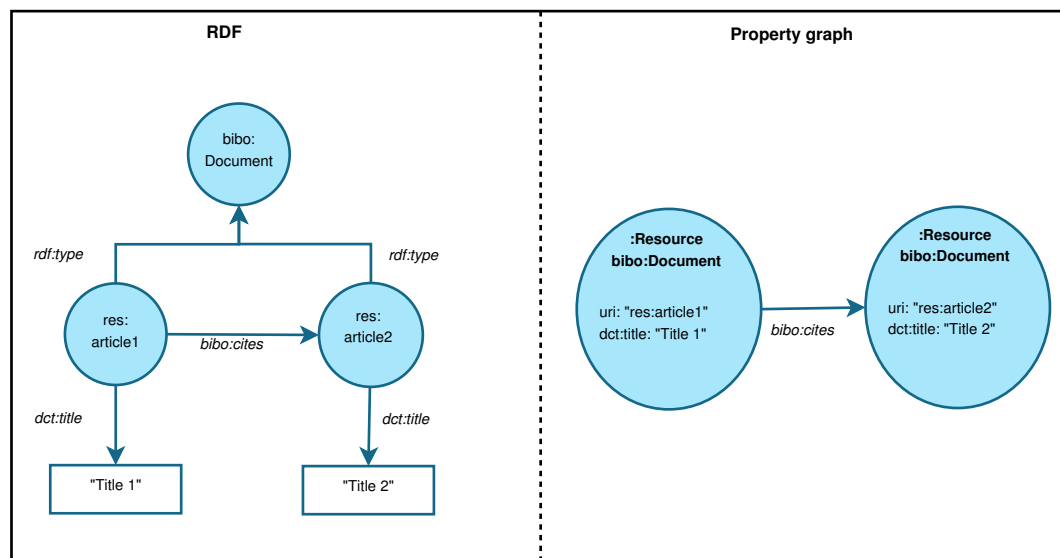 RDF
bibo:
Document
rdf:type
rdf:type
res:
article1
bibo:cites
res:
article2
dct:title
dct:title
"Title 1"
"Title 2"
Property graph
:Resource
bibo:Document
uri: "res:article1"
dct:title: "Title 1"
bibo:cites
:Resource
bibo:Document
uri: "res:article2"
dct:title: "Title 2"